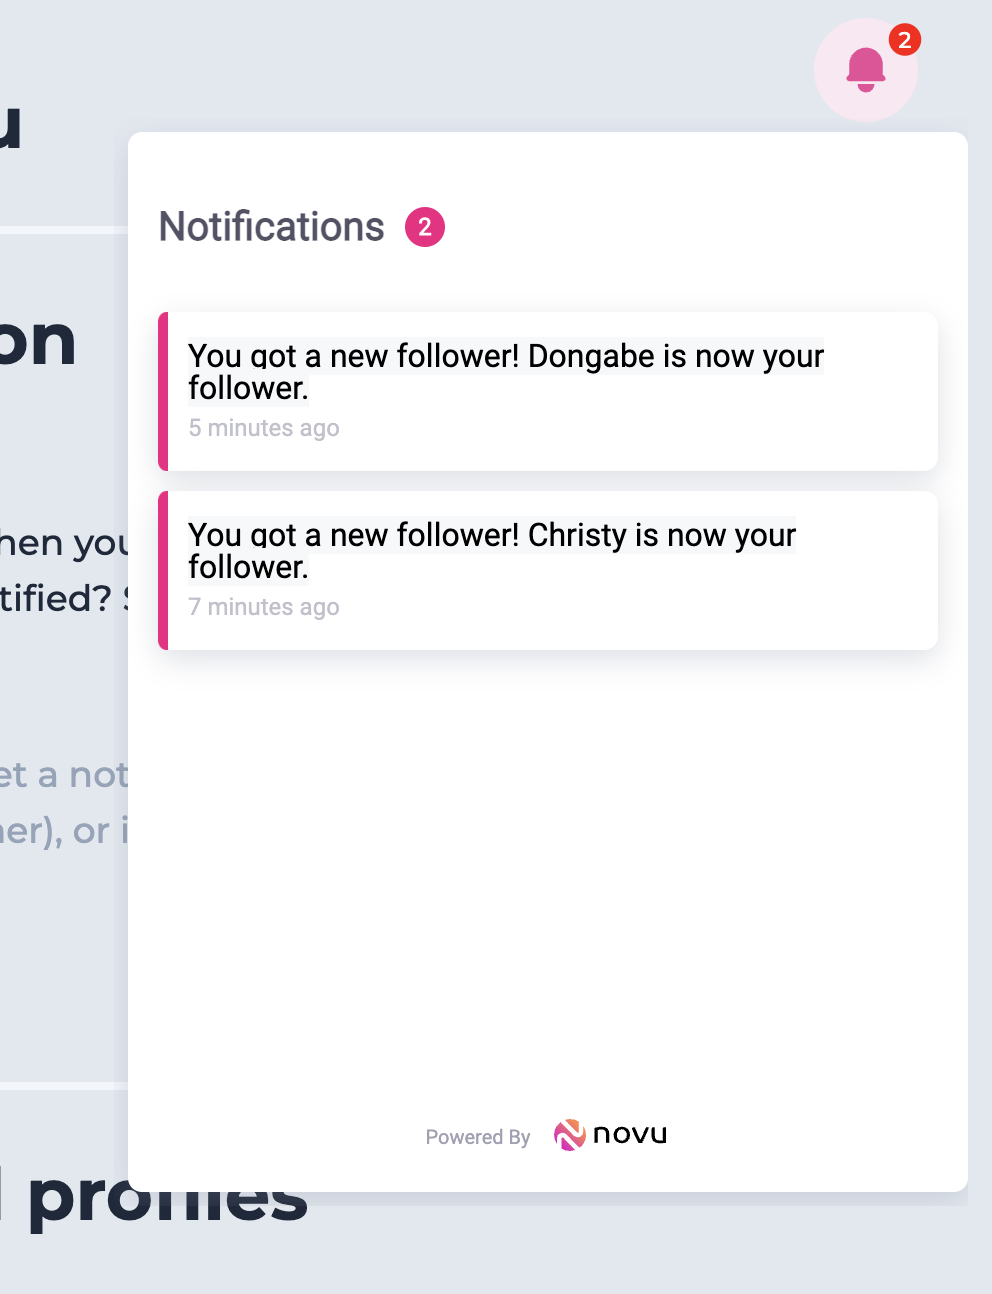 2
u
Notifications 2
on
You got a new follower! Dongabe is now your
follower.
5 minutes ago
You got a new follower! Christy is now your
follower.
7 minutes ago
hen you
tified?
et a not
er), or i
Powered By novu
profiles